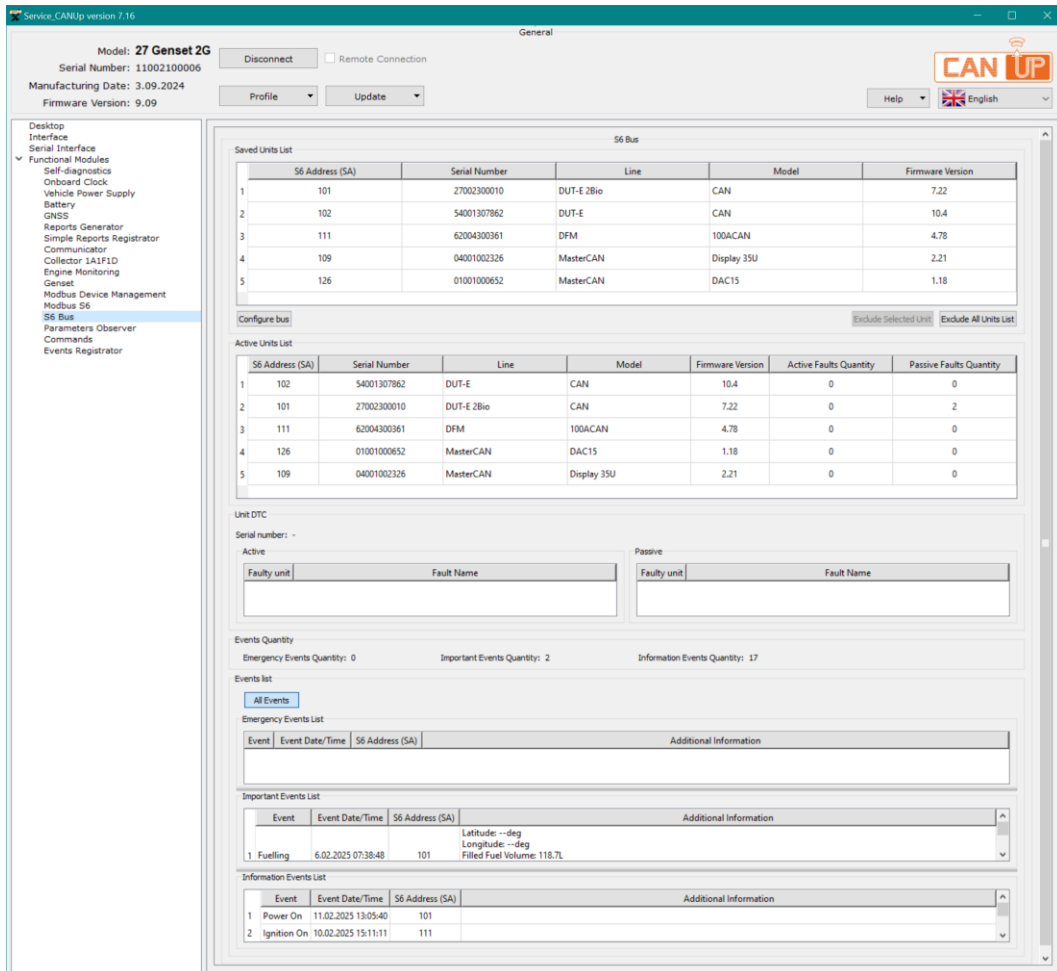 Service_CANUp version 7.16
General
Model: 27 Genset 2G
Serial Number: 11002100006
Manufacturing Date: 3.09.2024
Firmware Version: 9.09
Disconnect
Remote Connection
Profile
Update
CAN UP
Help
English
Desktop
Interface
Serial Interface
Functional Modules
Self-diagnostics
Onboard Clock
Vehicle Power Supply
Battery
GNSS
Reports Generator
Simple Reports Registrator
Communicator
Collector 1A1F1D
Engine Monitoring
Genset
Modbus Device Management
Modbus S6
S6 Bus
Parameters Observer
Commands
Events Registrator
S6 Bus
Saved Units List
S6 Address (SA) Serial Number Line Model Firmware Version
1 101 27002300010 DUT-E 2Bio CAN 7.22
2 102 54001307862 DUT-E CAN 10.4
3 111 62004300361 DFM 100ACAN 4.78
4 109 04001002326 MasterCAN Display 35U 2.21
5 126 01001000652 MasterCAN DAC15 1.18
Configure bus Exclude Selected Unit Exclude All Units List
Active Units List
S6 Address (SA) Serial Number Line Model Firmware Version Active Faults Quantity Passive Faults Quantity
1 102 54001307862 DUT-E CAN 10.4 0 0
2 101 27002300010 DUT-E 2Bio CAN 7.22 0 2
3 111 62004300361 DFM 100ACAN 4.78 0 0
4 126 01001000652 MasterCAN DAC15 1.18 0 0
5 109 04001002326 MasterCAN Display 35U 2.21 0 0
Unit DTC
Serial number: -
Active
Faulty unit Fault Name
Passive
Faulty unit Fault Name
Events Quantity
Emergency Events Quantity: 0 Important Events Quantity: 2 Information Events Quantity: 17
Events list
All Events
Emergency Events List
Event Event Date/Time S6 Address (SA) Additional Information
Important Events List
Event Event Date/Time S6 Address (SA) Additional Information
Latitude: --deg
Longitude: --deg
1 Fuelling 6.02.2025 07:38:48 101 Filled Fuel Volume: 118.7L
Information Events List
Event Event Date/Time S6 Address (SA) Additional Information
1 Power On 11.02.2025 13:05:40 101
2 Ignition On 10.02.2025 15:11:11 111